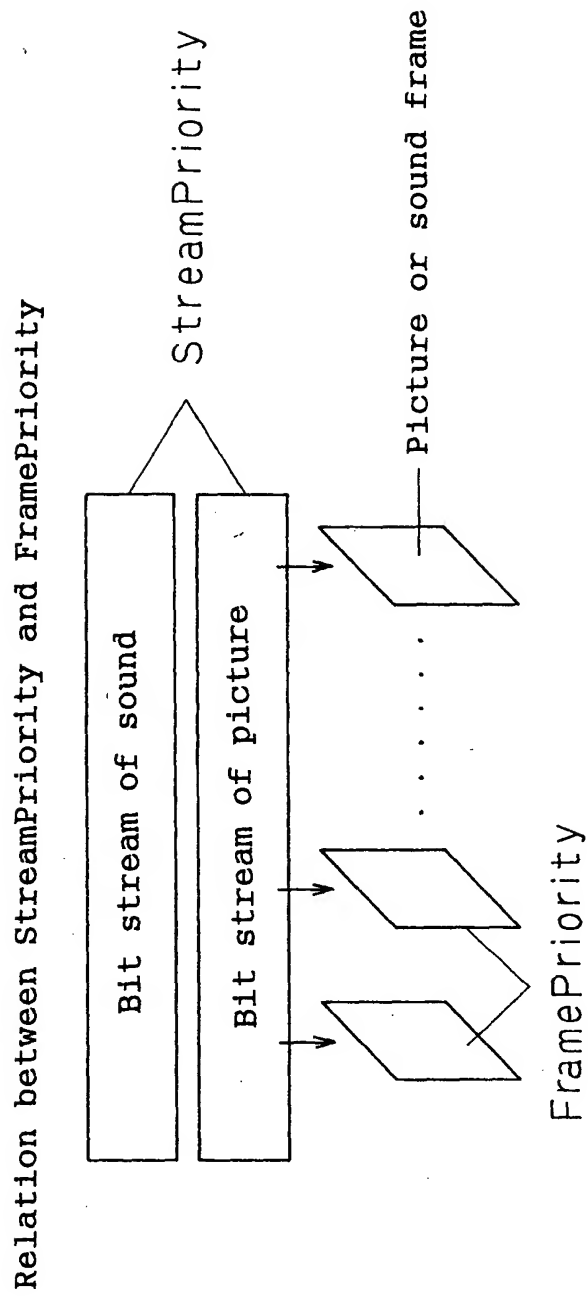 Relation between StreamPriority and FramePriority
Bit stream of sound
StreamPriority
Bit stream of picture
Picture or sound frame
FramePriority